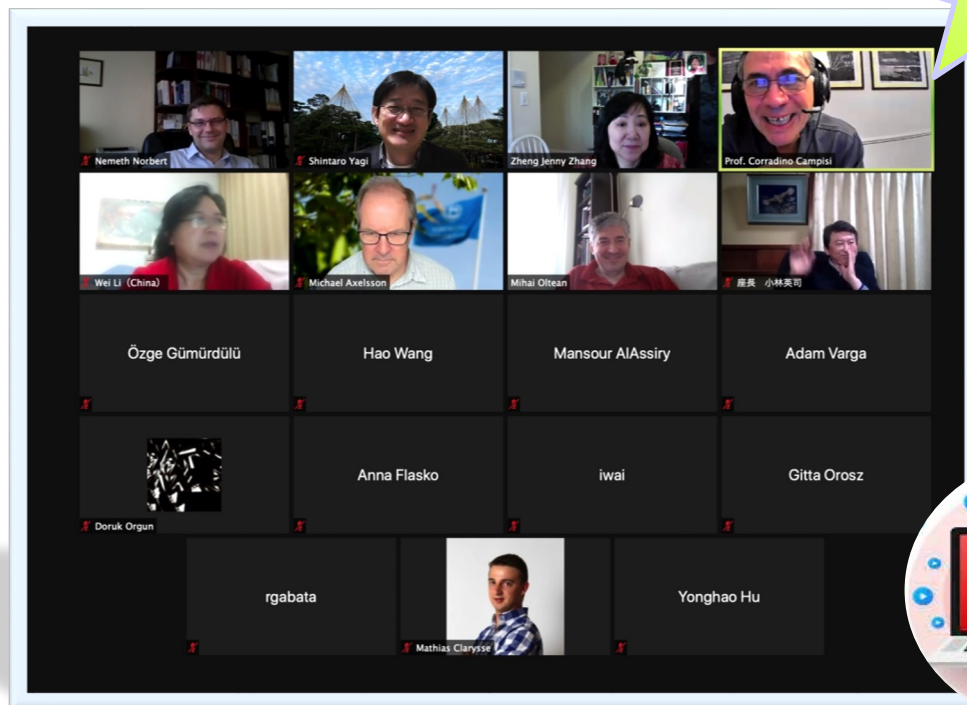 Nemeth Norbert
Shintaro Yagi
Zheng Jenny Zhang
Prof. Corradino Campisi
Wei Li（China）
Michael Axelsson
Mihai Oltean
座長　小林英司
Özge Gümürdülü
Hao Wang
Mansour AlAssiry
Adam Varga
Doruk Orgun
Anna Flasko
iwai
Gitta Orosz
rgabata
Mathias Clarysse
Yonghao Hu